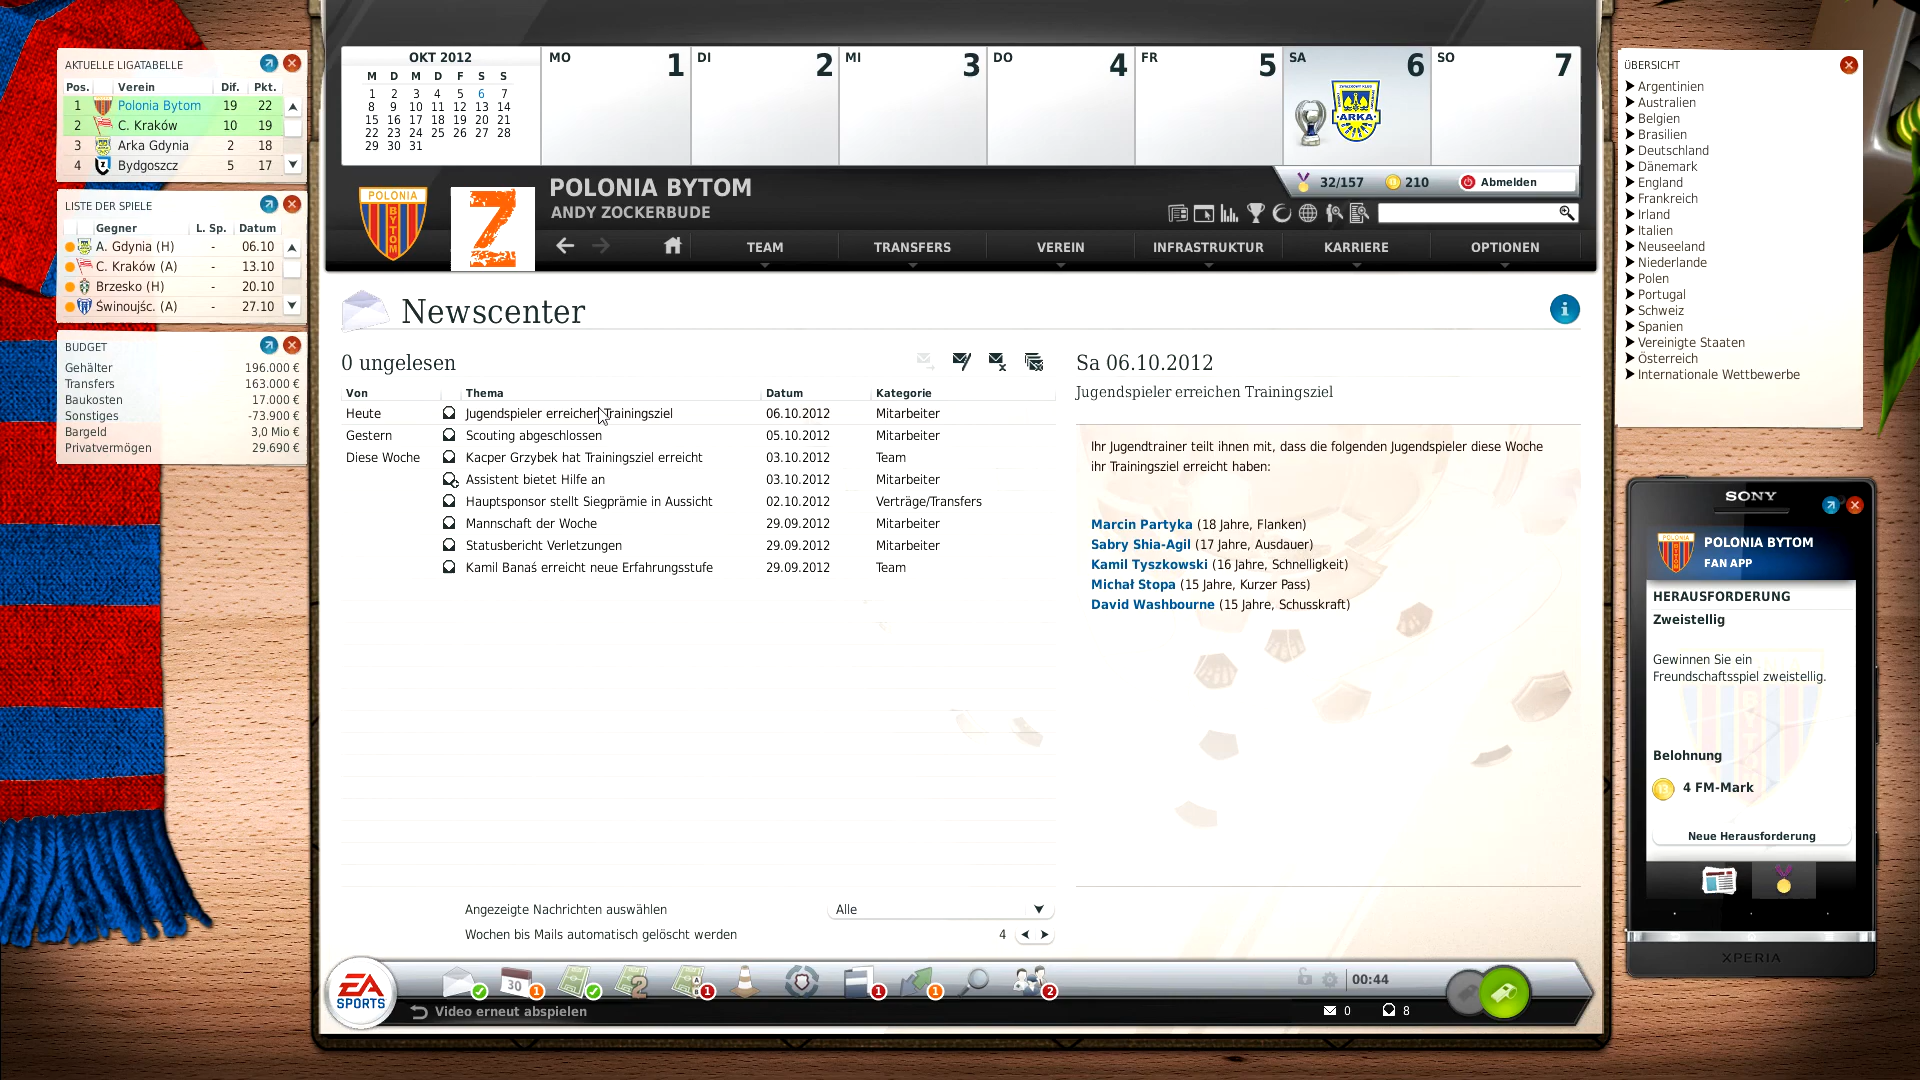 AKTUELLE LIGATABELLE
Pos. Verein Dif. Pkt.
1 Polonia Bytom 19 22
2 C. Kraków 10 19
3 Arka Gdynia 2 18
4 Bydgoszcz 5 17
LISTE DER SPIELE
Gegner L. Sp. Datum
A. Gdynia (H) - 06.10
C. Kraków (A) - 13.10
Brzesko (H) - 20.10
Świnoujśc. (A) - 27.10
BUDGET
Gehälter 196.000 €
Transfers 163.000 €
Baukosten 17.000 €
Sonstiges -73.900 €
Bargeld 3,0 Mio €
Privatvermögen 29.690 €
OKT 2012
M D M D F S S
1 2 3 4 5 6 7
8 9 10 11 12 13 14
15 16 17 18 19 20 21
22 23 24 25 26 27 28
29 30 31
MO 1 DI 2 MI 3 DO 4 FR 5 SA 6 SO 7
ARKA
POLONIA BYTOM
ANDY ZOCKERBUDE
POLONIA
BYTOM
Z
32/157 210 Abmelden
TEAM TRANSFERS VEREIN INFRASTRUKTUR KARRIERE OPTIONEN
Newscenter
0 ungelesen
Von Thema Datum Kategorie
Heute Jugendspieler erreichen Trainingsziel 06.10.2012 Mitarbeiter
Gestern Scouting abgeschlossen 05.10.2012 Mitarbeiter
Diese Woche Kacper Grzybek hat Trainingsziel erreicht 03.10.2012 Team
Assistent bietet Hilfe an 03.10.2012 Mitarbeiter
Hauptsponsor stellt Siegprämie in Aussicht 02.10.2012 Verträge/Transfers
Mannschaft der Woche 29.09.2012 Mitarbeiter
Statusbericht Verletzungen 29.09.2012 Mitarbeiter
Kamil Banaś erreicht neue Erfahrungsstufe 29.09.2012 Team
Angezeigte Nachrichten auswählen Alle
Wochen bis Mails automatisch gelöscht werden 4
Sa 06.10.2012
Jugendspieler erreichen Trainingsziel
Ihr Jugendtrainer teilt ihnen mit, dass die folgenden Jugendspieler diese Woche
ihr Trainingsziel erreicht haben:
Marcin Partyka (18 Jahre, Flanken)
Sabry Shia-Agil (17 Jahre, Ausdauer)
Kamil Tyszkowski (16 Jahre, Schnelligkeit)
Michał Stopa (15 Jahre, Kurzer Pass)
David Washbourne (15 Jahre, Schusskraft)
EA
SPORTS
30 1 2 1 1 1 2
00:44
Video erneut abspielen
0 8
ÜBERSICHT
Argentinien
Australien
Belgien
Brasilien
Deutschland
Dänemark
England
Frankreich
Irland
Italien
Neuseeland
Niederlande
Polen
Portugal
Schweiz
Spanien
Vereinigte Staaten
Österreich
Internationale Wettbewerbe
SONY
POLONIA BYTOM
FAN APP
HERAUSFORDERUNG
Zweistellig
Gewinnen Sie ein
Freundschaftsspiel zweistellig.
Belohnung
4 FM-Mark
Neue Herausforderung
XPERIA